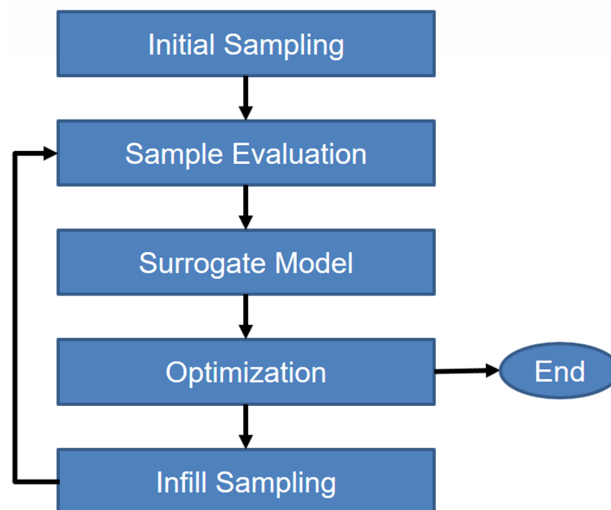 Initial Sampling
Sample Evaluation
Surrogate Model
Optimization
End
Infill Sampling